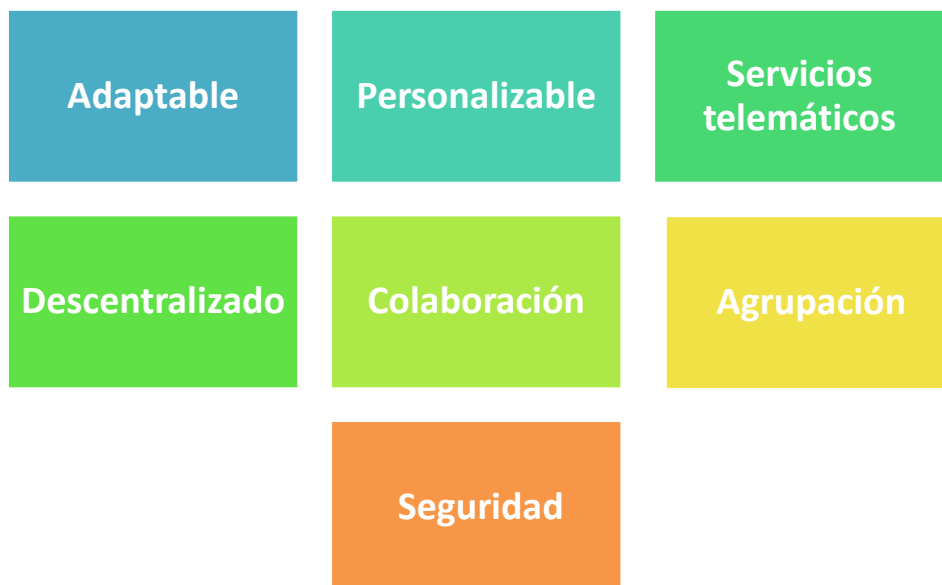 Adaptable
Personalizable
Servicios
telemáticos
Descentralizado
Colaboración
Agrupación
Seguridad